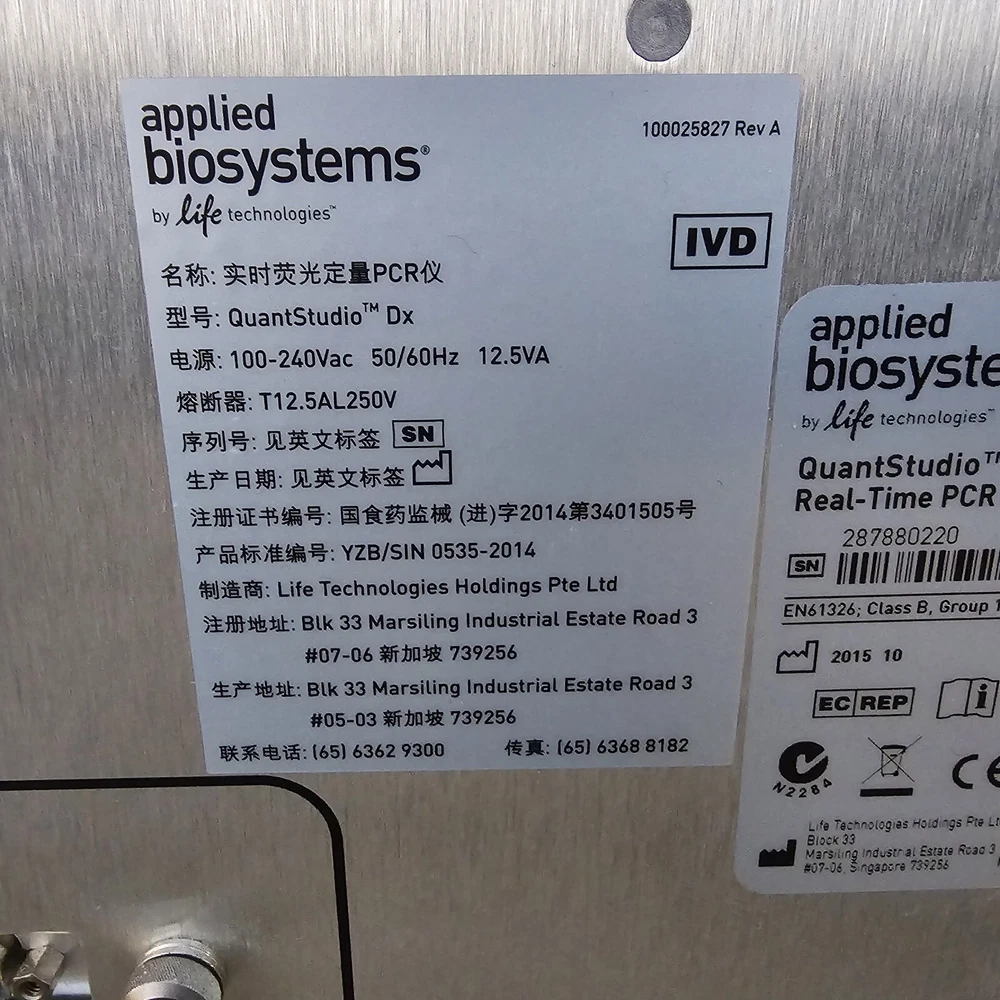 applied
biosystems®
by life technologies™
100025827 Rev A
IVD
名称: 实时荧光定量PCR仪
型号: QuantStudio™ Dx
电源: 100-240Vac 50/60Hz 12.5VA
熔断器: T12.5AL250V
序列号: 见英文标签 SN
生产日期: 见英文标签
注册证书编号: 国食药监械 (进)字2014第3401505号
产品标准编号: YZB/SIN 0535-2014
制造商: Life Technologies Holdings Pte Ltd
注册地址: Blk 33 Marsiling Industrial Estate Road 3
#07-06 新加坡 739256
生产地址: Blk 33 Marsiling Industrial Estate Road 3
#05-03 新加坡 739256
联系电话: (65) 6362 9300 传真: (65) 6368 8182
applied
biosyste
by life technologies™
QuantStudio™
Real-Time PCR
287880220
SN
EN61326; Class B, Group 1
2015 10
EC REP
N2284
CE
Life Technologies Holdings Pte Lt
Block 33
Marsiling Industrial Estate Road 3
#07-06, Singapore 739256